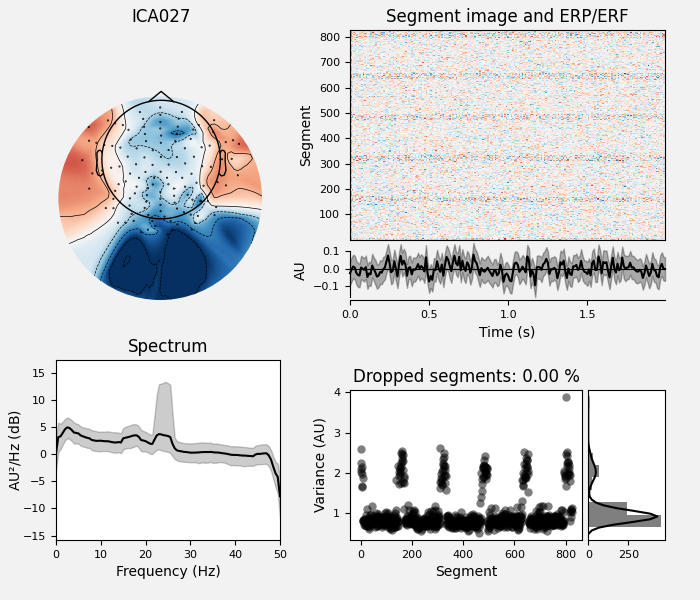 ICA027
Segment image and ERP/ERF
800
700
600
500
400
300
200
100
Segment
0.1
0.0
−0.1
AU
0.0 0.5 1.0 1.5
Time (s)
Spectrum
15
10
5
0
−5
−10
−15
AU²/Hz (dB)
0 10 20 30 40 50
Frequency (Hz)
Dropped segments: 0.00 %
4
3
2
1
Variance (AU)
0 200 400 600 800
Segment
0 250